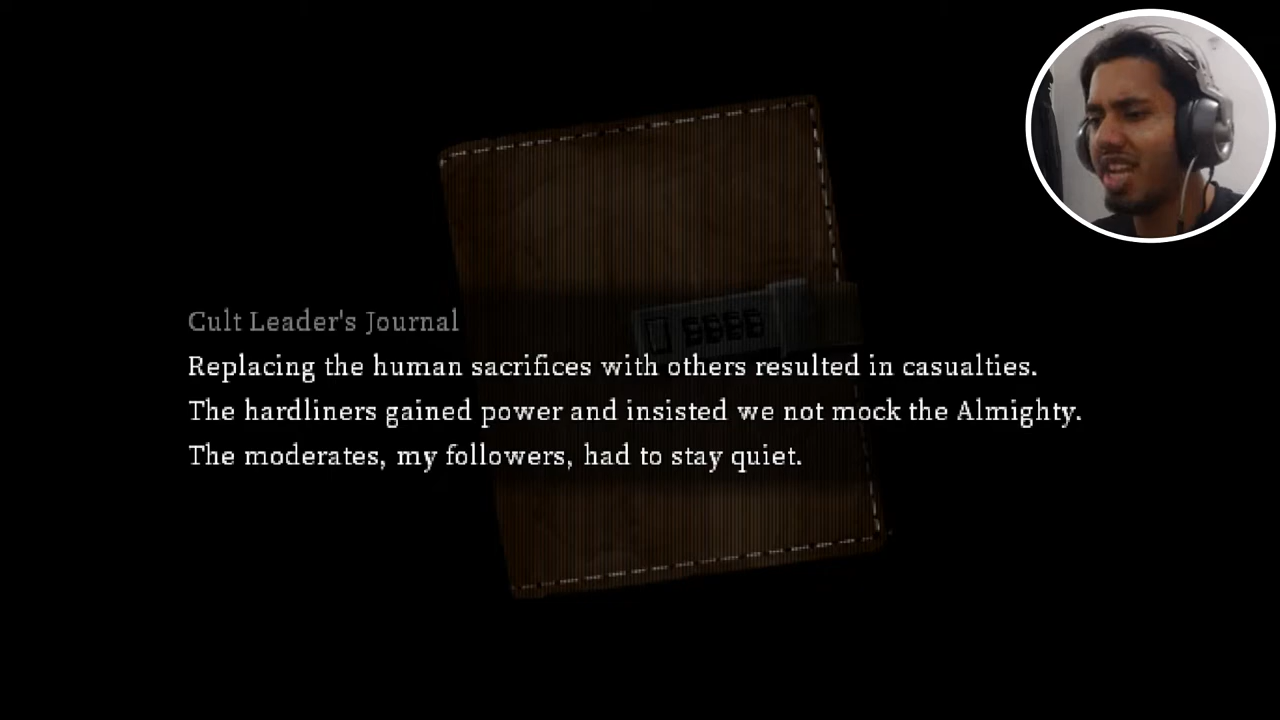 Cult Leader's Journal
Replacing the human sacrifices with others resulted in casualties.
The hardliners gained power and insisted we not mock the Almighty.
The moderates, my followers, had to stay quiet.